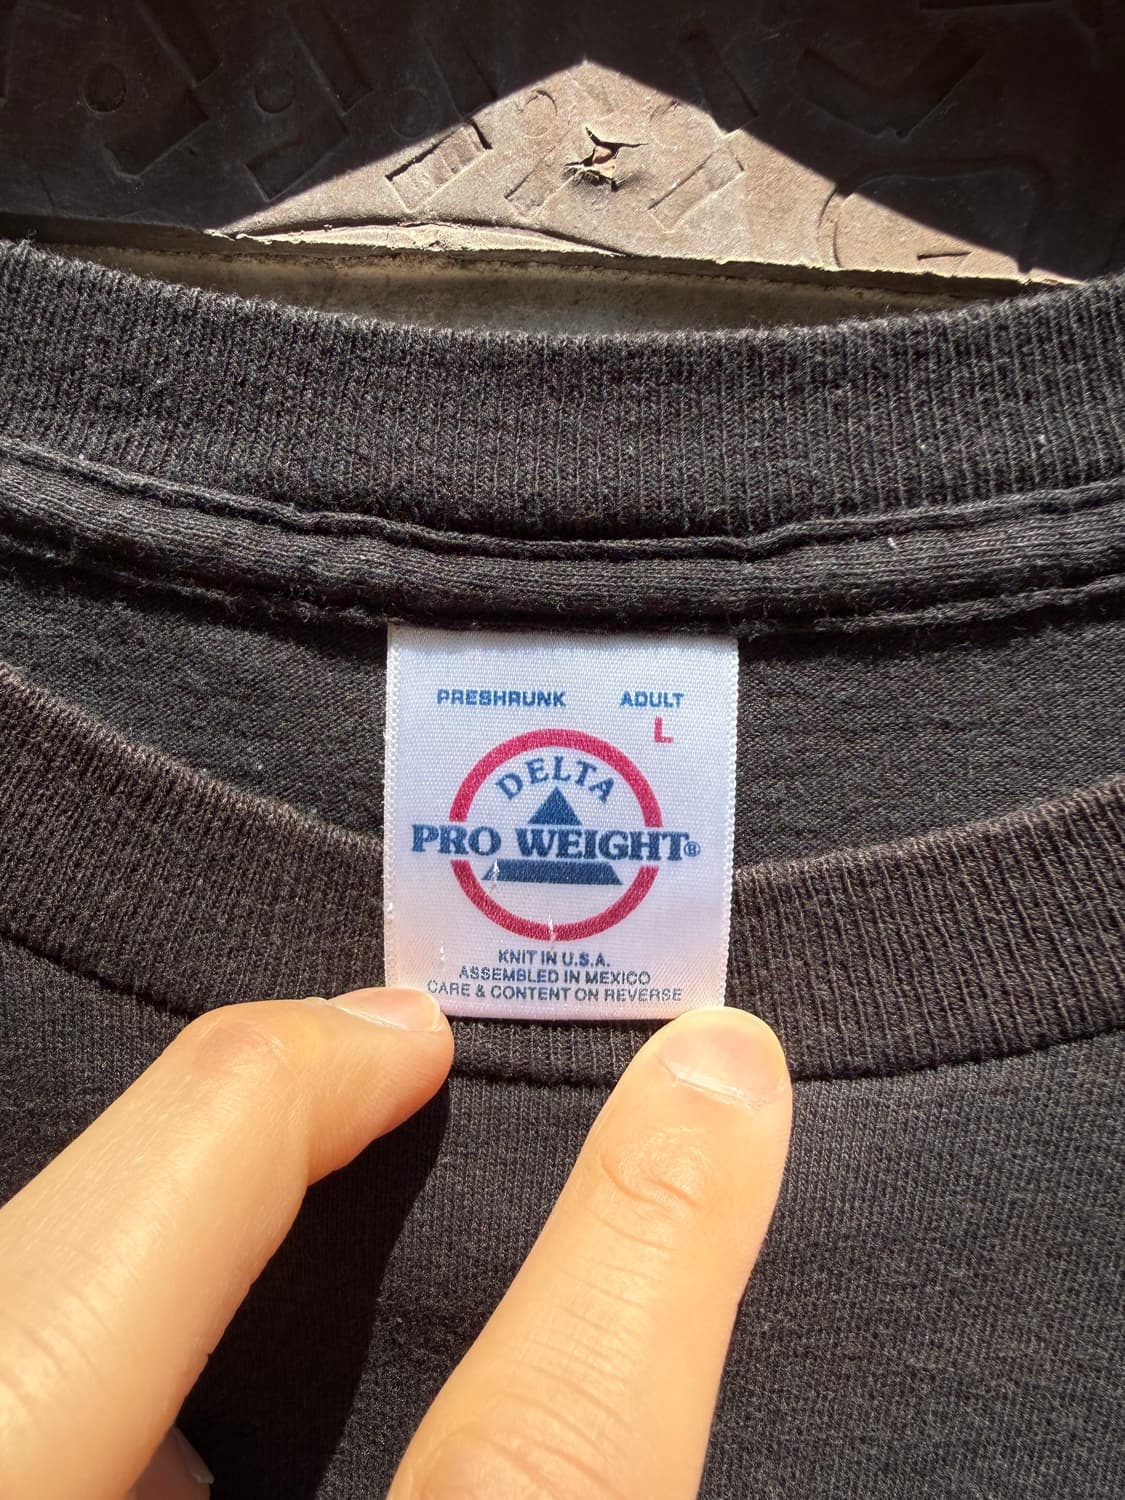 PRESHRUNK ADULT
L
DELTA
PRO WEIGHT®
KNIT IN U.S.A.
ASSEMBLED IN MEXICO
CARE & CONTENT ON REVERSE